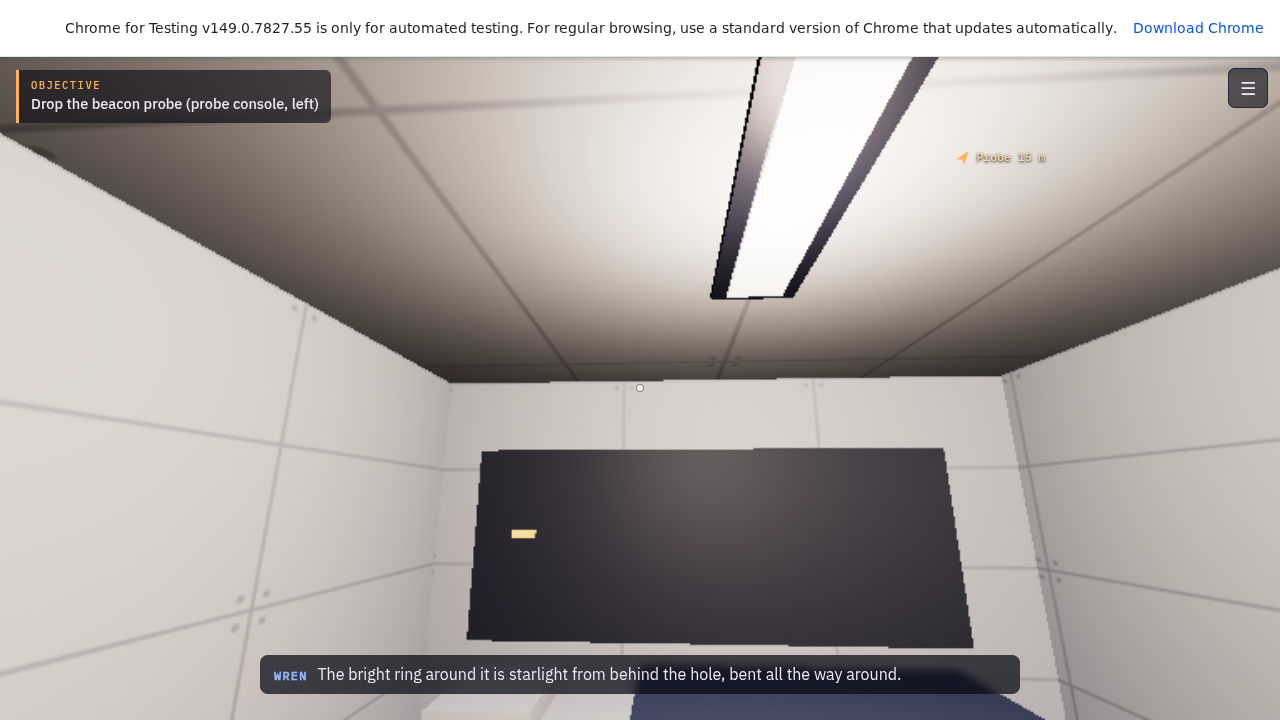 Chrome for Testing v149.0.7827.55 is only for automated testing. For regular browsing, use a standard version of Chrome that updates automatically. Download Chrome
OBJECTIVE
Drop the beacon probe (probe console, left)
Probe 15 m
WREN The bright ring around it is starlight from behind the hole, bent all the way around.